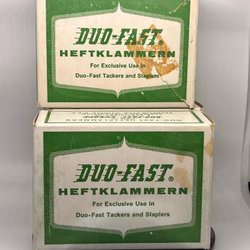 DUO-FAST®
HEFTKLAMMERN
For Exclusive Use in
Duo-Fast Tackers and Staplers
DUO-FAST®
HEFTKLAMMERN
For Exclusive Use in
Duo-Fast Tackers and Staplers